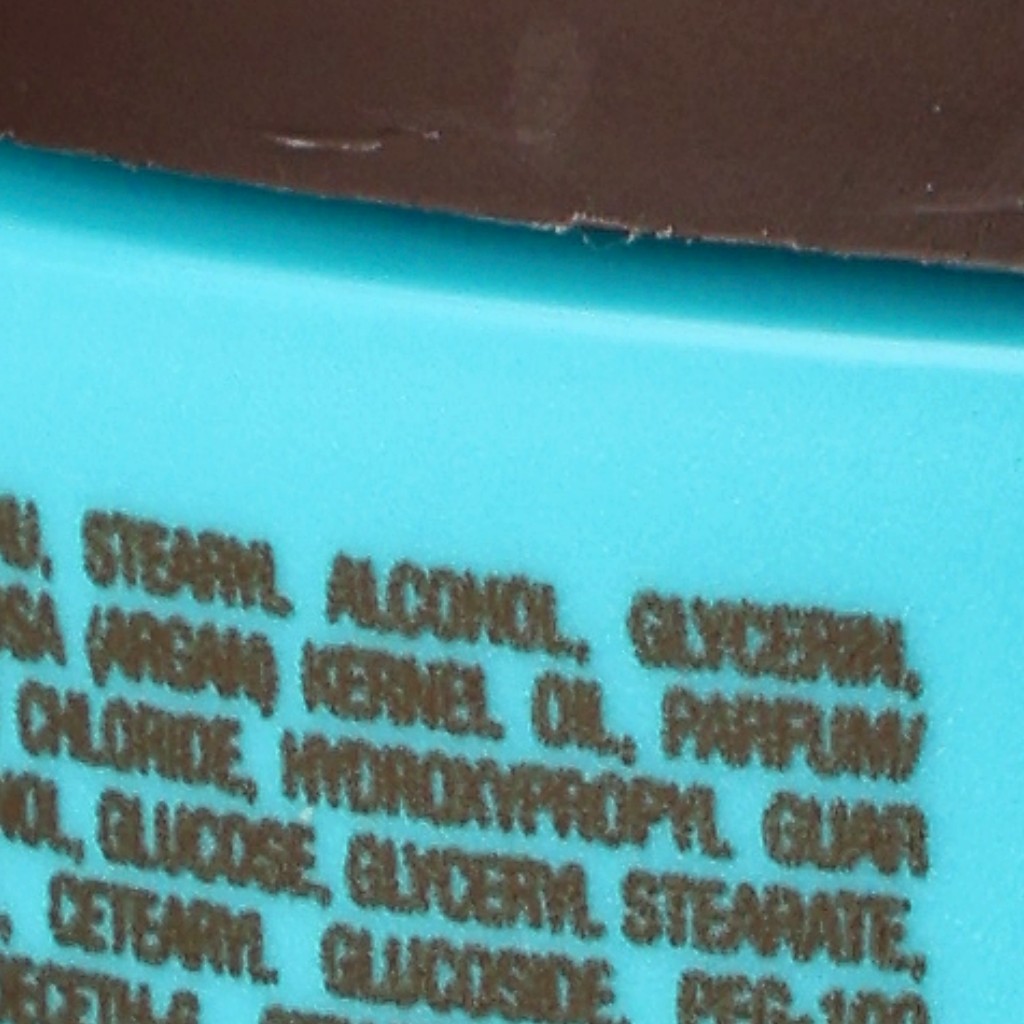 STEARYL ALCOHOL, GLYCERIN,
(ARGAN) KERNEL OIL, PARFUM/
CHLORIDE, HYDROXYPROPYL GUAR
GLUCOSE, GLYCERYL STEARATE,
CETEARYL GLUCOSIDE, PEG-100